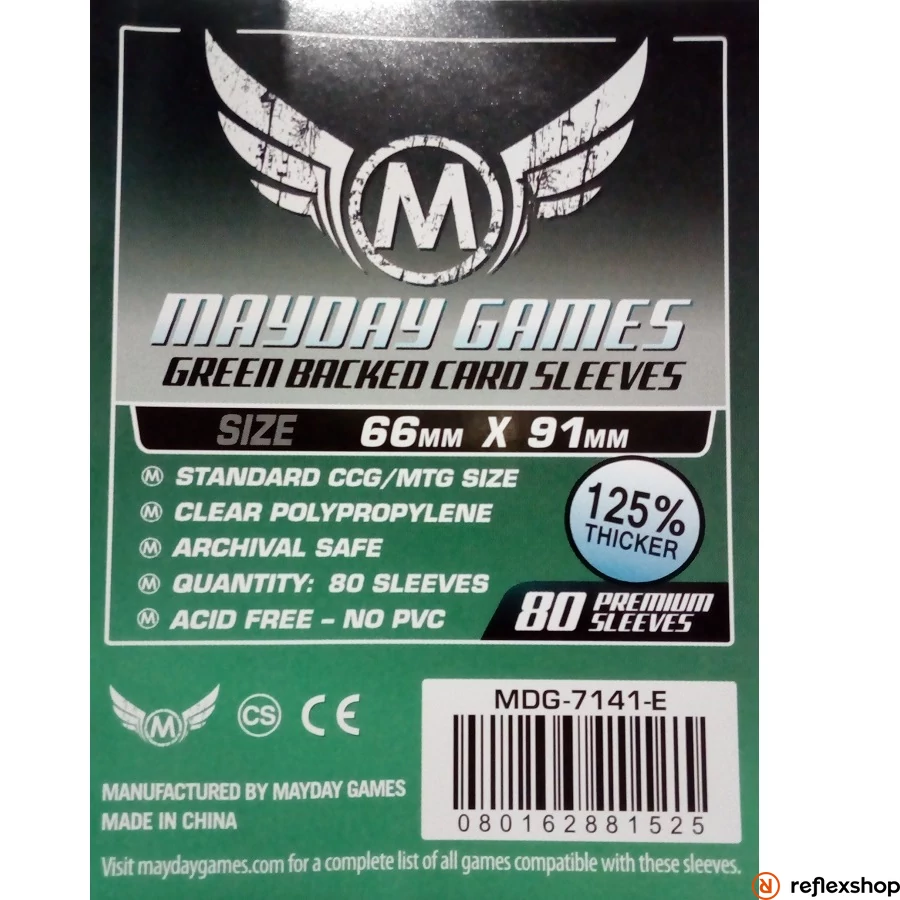 M
MAYDAY GAMES
GREEN BACKED CARD SLEEVES
SIZE 66MM X 91MM
STANDARD CCG/MTG SIZE
CLEAR POLYPROPYLENE
ARCHIVAL SAFE
QUANTITY: 80 SLEEVES
ACID FREE – NO PVC
125%
THICKER
80 PREMIUM
SLEEVES
M CS CE
MDG-7141-E
080162881525
MANUFACTURED BY MAYDAY GAMES
MADE IN CHINA
Visit maydaygames.com for a complete list of all games compatible with these sleeves.
reflexshop